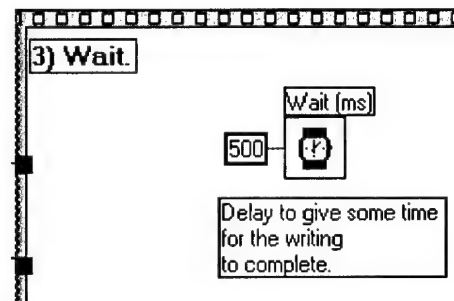 3) Wait.
Wait (ms)
500
Delay to give some time
for the writing
to complete.